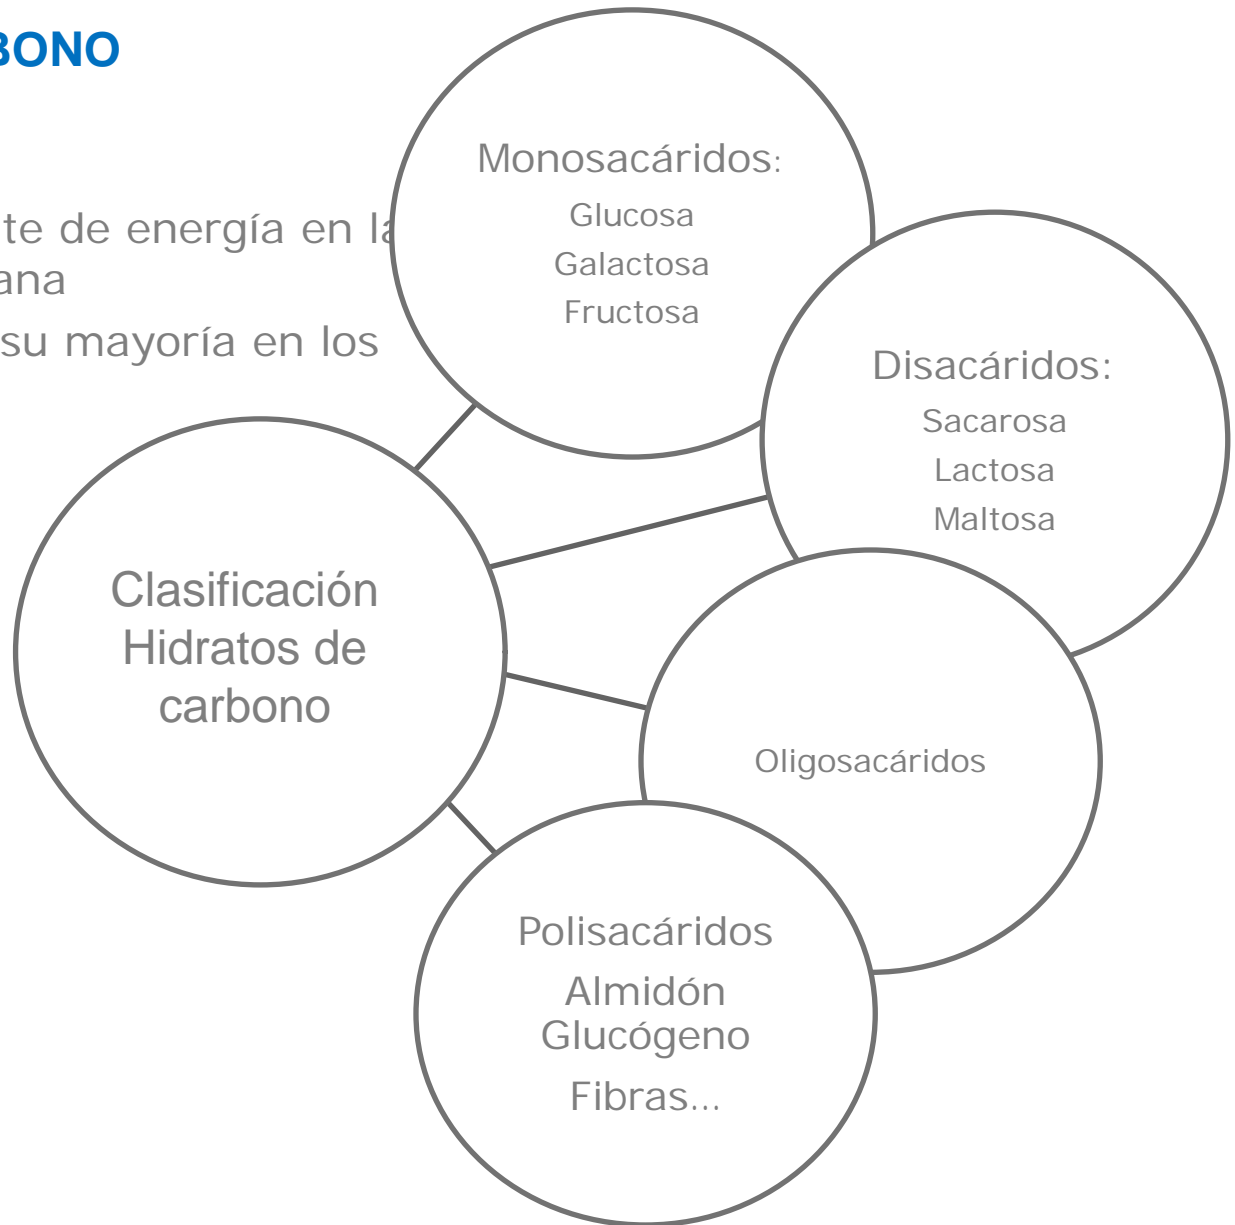 BONO
te de energía en la
ana
su mayoría en los
Monosacáridos:
Glucosa
Galactosa
Fructosa
Disacáridos:
Sacarosa
Lactosa
Maltosa
Clasificación
Hidratos de
carbono
Oligosacáridos
Polisacáridos
Almidón
Glucógeno
Fibras...